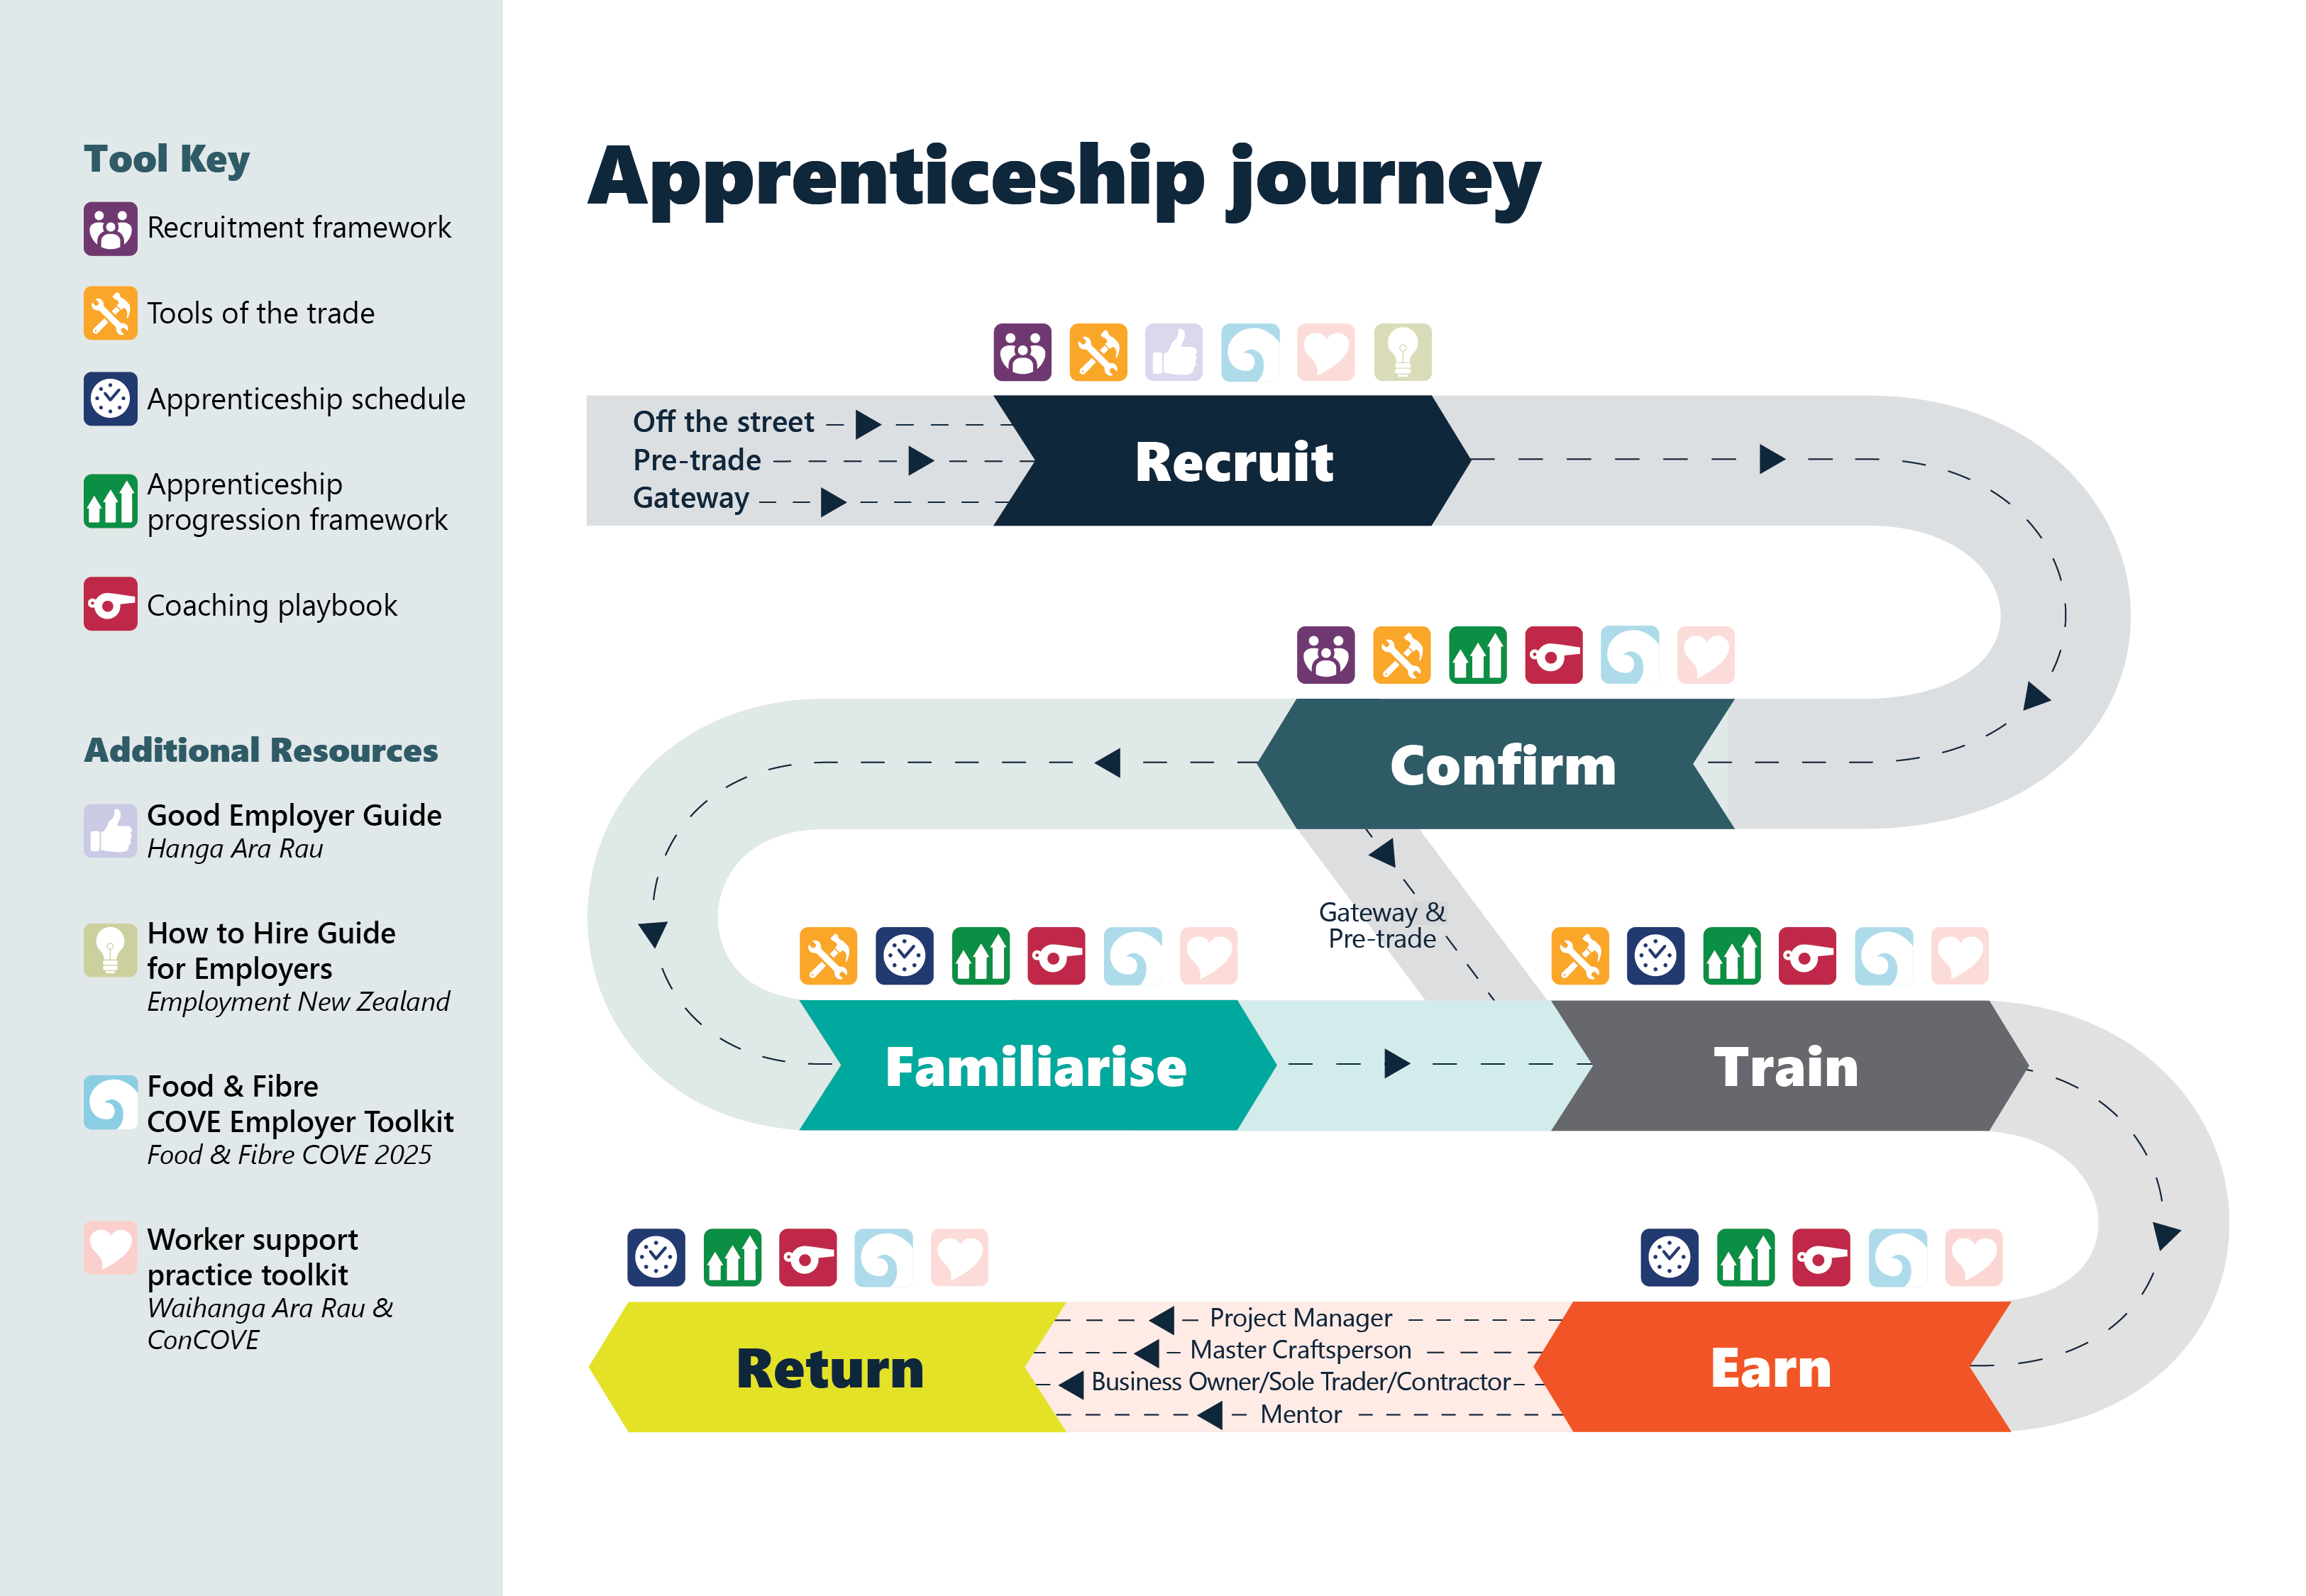 Tool Key
Recruitment framework
Tools of the trade
Apprenticeship schedule
Apprenticeship
progression framework
Coaching playbook
Additional Resources
Good Employer Guide
Hanga Ara Rau
How to Hire Guide
for Employers
Employment New Zealand
Food & Fibre
COVE Employer Toolkit
Food & Fibre COVE 2025
Worker support
practice toolkit
Waihanga Ara Rau &
ConCOVE
Apprenticeship journey
Off the street
Pre-trade
Gateway
Recruit
Confirm
Gateway &
Pre-trade
Familiarise
Train
Return
Project Manager
Master Craftsperson
Business Owner/Sole Trader/Contractor
Mentor
Earn